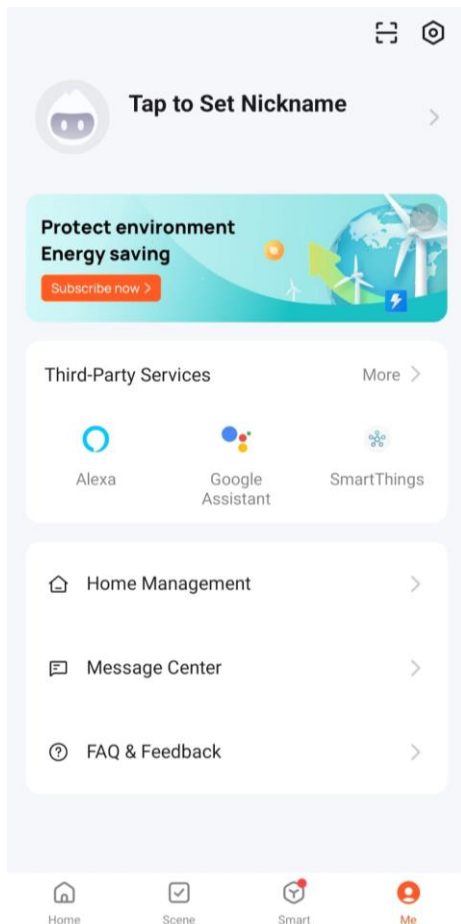 Tap to Set Nickname
Protect environment
Energy saving
Subscribe now >
Third-Party Services
More >
Alexa
Google
Assistant
SmartThings
Home Management
Message Center
FAQ & Feedback
Home
Scene
Smart
Me